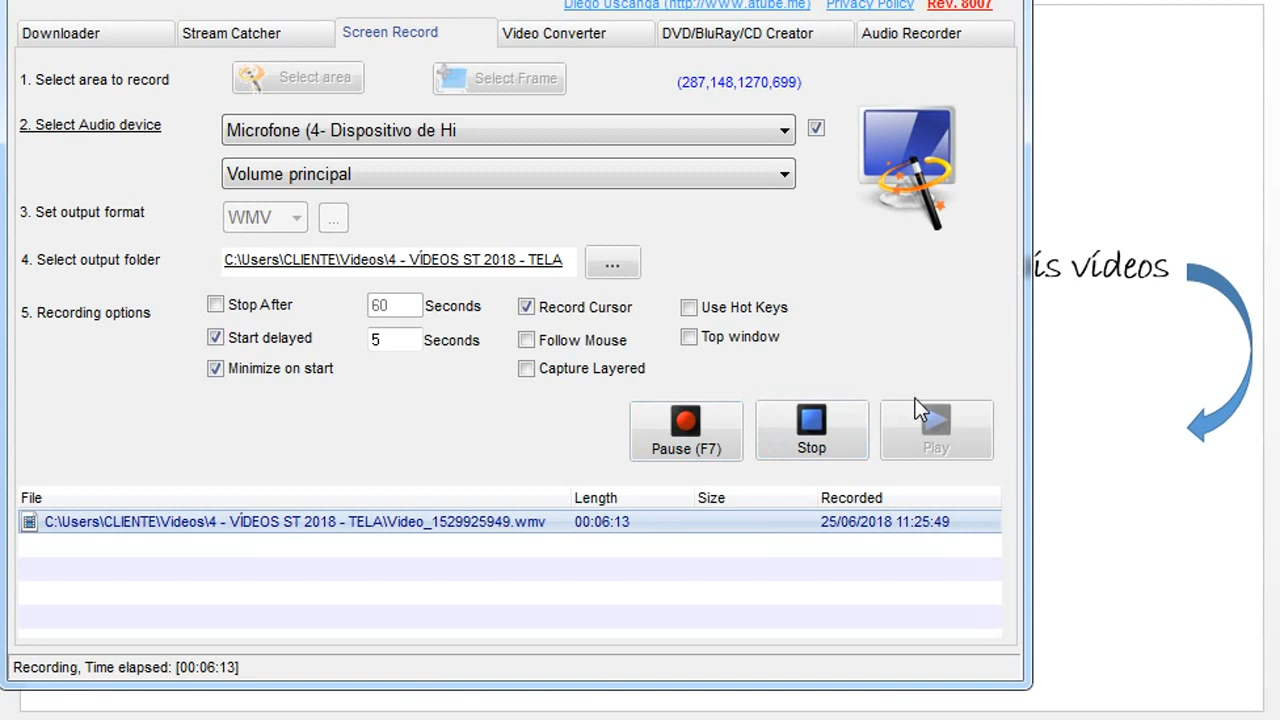 Diego Uscanga (http://www.atube.me) Privacy Policy Rev. 8007
Downloader Stream Catcher Screen Record Video Converter DVD/BluRay/CD Creator Audio Recorder
1. Select area to record Select area Select Frame (287,148,1270,699)
2. Select Audio device Microfone (4- Dispositivo de Hi
Volume principal
3. Set output format WMV ...
4. Select output folder C:\Users\CLIENTE\Videos\4 - VÍDEOS ST 2018 - TELA ...
is vídeos
5. Recording options Stop After 60 Seconds Record Cursor Use Hot Keys
Start delayed 5 Seconds Follow Mouse Top window
Minimize on start Capture Layered
Pause (F7) Stop Play
File Length Size Recorded
C:\Users\CLIENTE\Videos\4 - VÍDEOS ST 2018 - TELA\Video_1529925949.wmv 00:06:13 25/06/2018 11:25:49
Recording, Time elapsed: [00:06:13]